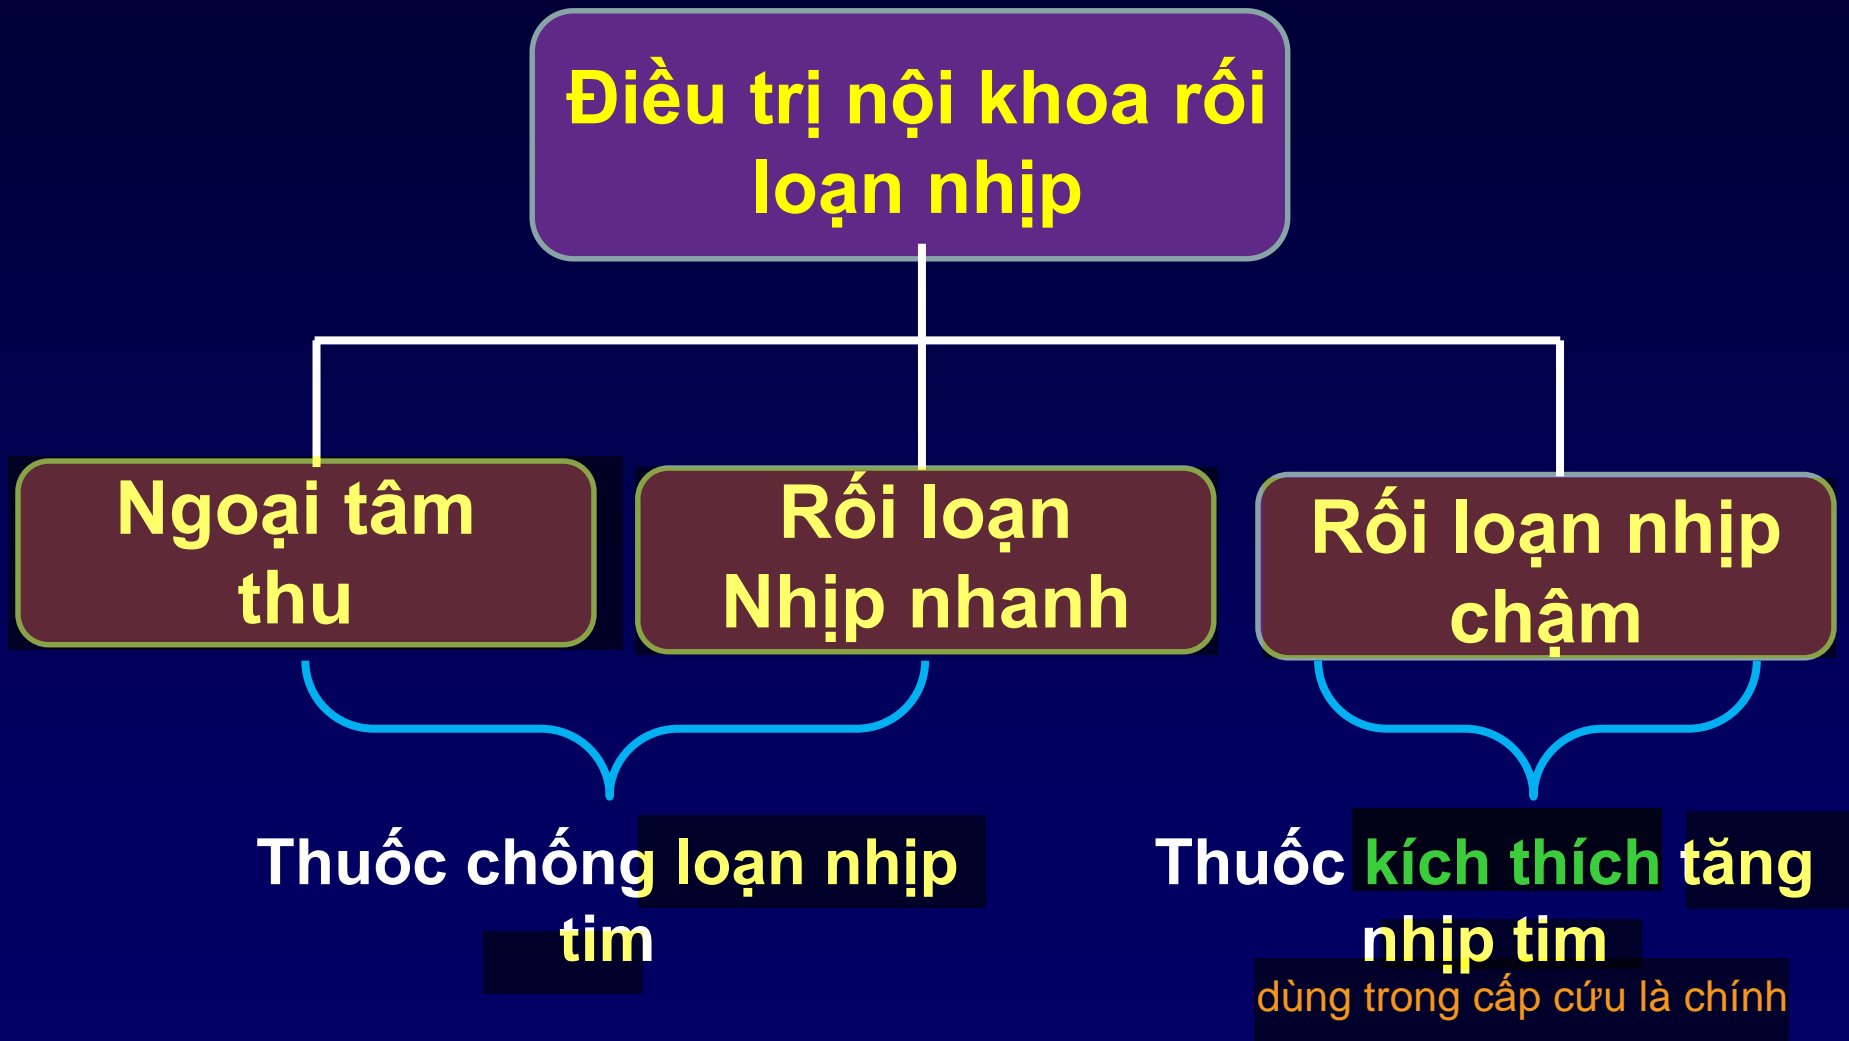 Điều trị nội khoa rối
loạn nhịp
Ngoại tâm
thu
Rối loạn
Nhịp nhanh
Rối loạn nhịp
chậm
Thuốc chống loạn nhịp
tim
Thuốc kích thích tăng
nhịp tim
dùng trong cấp cứu là chính